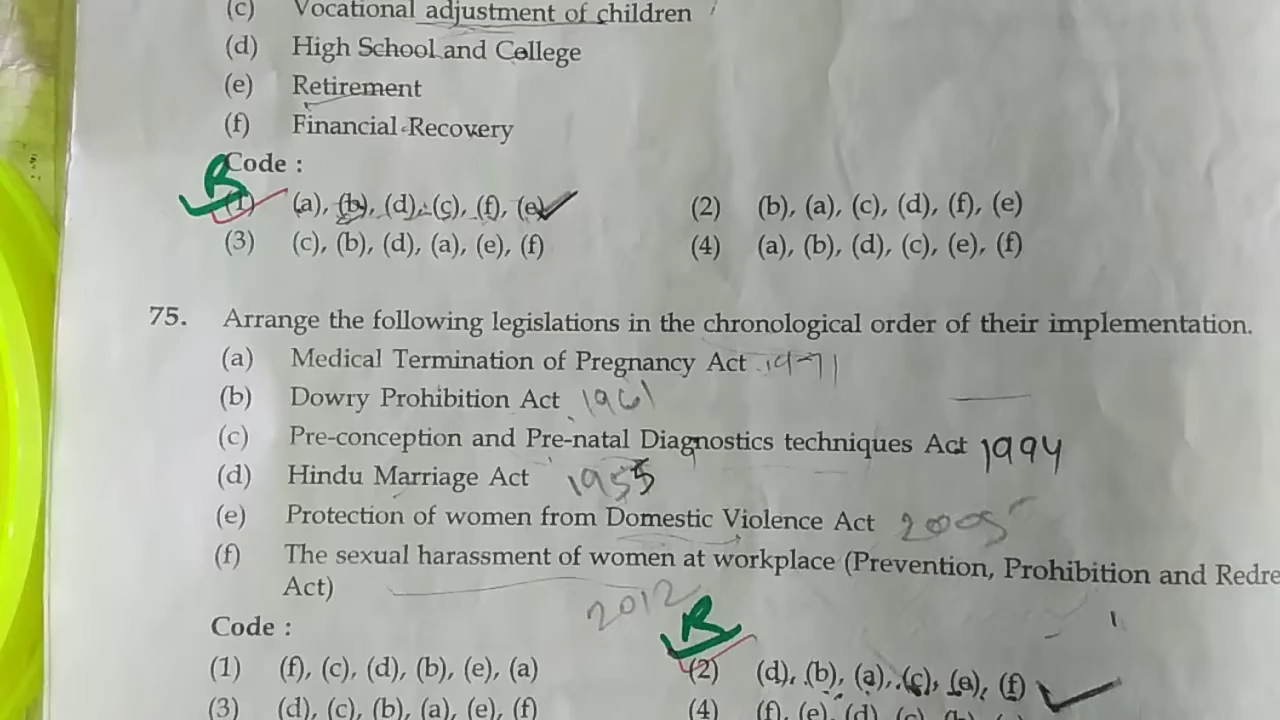 (c) Vocational adjustment of children
(d) High School and College
(e) Retirement
(f) Financial Recovery
Code :
R
(1) (a), (b), (d), (c), (f), (e) (2) (b), (a), (c), (d), (f), (e)
(3) (c), (b), (d), (a), (e), (f) (4) (a), (b), (d), (c), (e), (f)
75. Arrange the following legislations in the chronological order of their implementation.
(a) Medical Termination of Pregnancy Act 1971
(b) Dowry Prohibition Act 1961
(c) Pre-conception and Pre-natal Diagnostics techniques Act 1994
(d) Hindu Marriage Act 1955
(e) Protection of women from Domestic Violence Act 2005
(f) The sexual harassment of women at workplace (Prevention, Prohibition and Redre
Act) 2012
Code : R
(1) (f), (c), (d), (b), (e), (a) (2) (d), (b), (a), (c), (e), (f)
(3) (d), (c), (b), (a), (e), (f) (4) (f), (e), (d), (c),